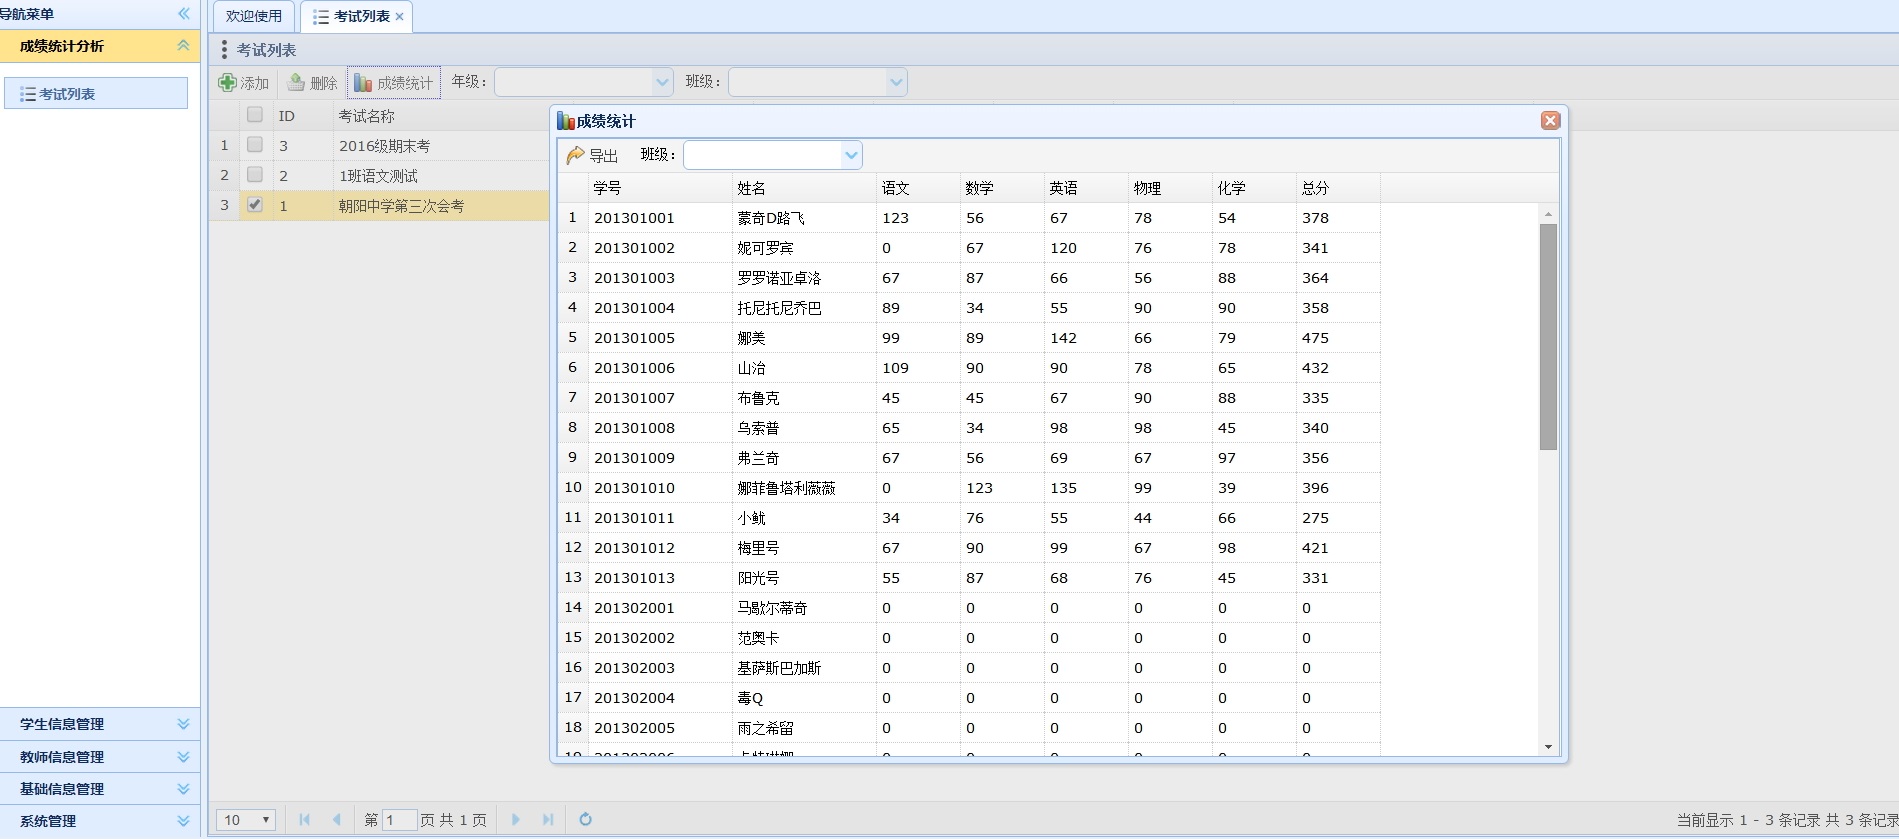 导航菜单
成绩统计分析
考试列表
学生信息管理
教师信息管理
基础信息管理
系统管理
欢迎使用 考试列表
考试列表
添加 删除 成绩统计 年级： 班级：
ID 考试名称
1 3 2016级期末考
2 2 1班语文测试
3 1 朝阳中学第三次会考
成绩统计
导出 班级：
学号 姓名 语文 数学 英语 物理 化学 总分
1 201301001 蒙奇D路飞 123 56 67 78 54 378
2 201301002 妮可罗宾 0 67 120 76 78 341
3 201301003 罗罗诺亚卓洛 67 87 66 56 88 364
4 201301004 托尼托尼乔巴 89 34 55 90 90 358
5 201301005 娜美 99 89 142 66 79 475
6 201301006 山治 109 90 90 78 65 432
7 201301007 布鲁克 45 45 67 90 88 335
8 201301008 乌索普 65 34 98 98 45 340
9 201301009 弗兰奇 67 56 69 67 97 356
10 201301010 娜菲鲁塔利薇薇 0 123 135 99 39 396
11 201301011 小鱿 34 76 55 44 66 275
12 201301012 梅里号 67 90 99 67 98 421
13 201301013 阳光号 55 87 68 76 45 331
14 201302001 马歇尔蒂奇 0 0 0 0 0 0
15 201302002 范奥卡 0 0 0 0 0 0
16 201302003 基萨斯巴加斯 0 0 0 0 0 0
17 201302004 毒Q 0 0 0 0 0 0
18 201302005 雨之希留 0 0 0 0 0 0
10 第 1 页 共 1 页
当前显示 1 - 3 条记录 共 3 条记录